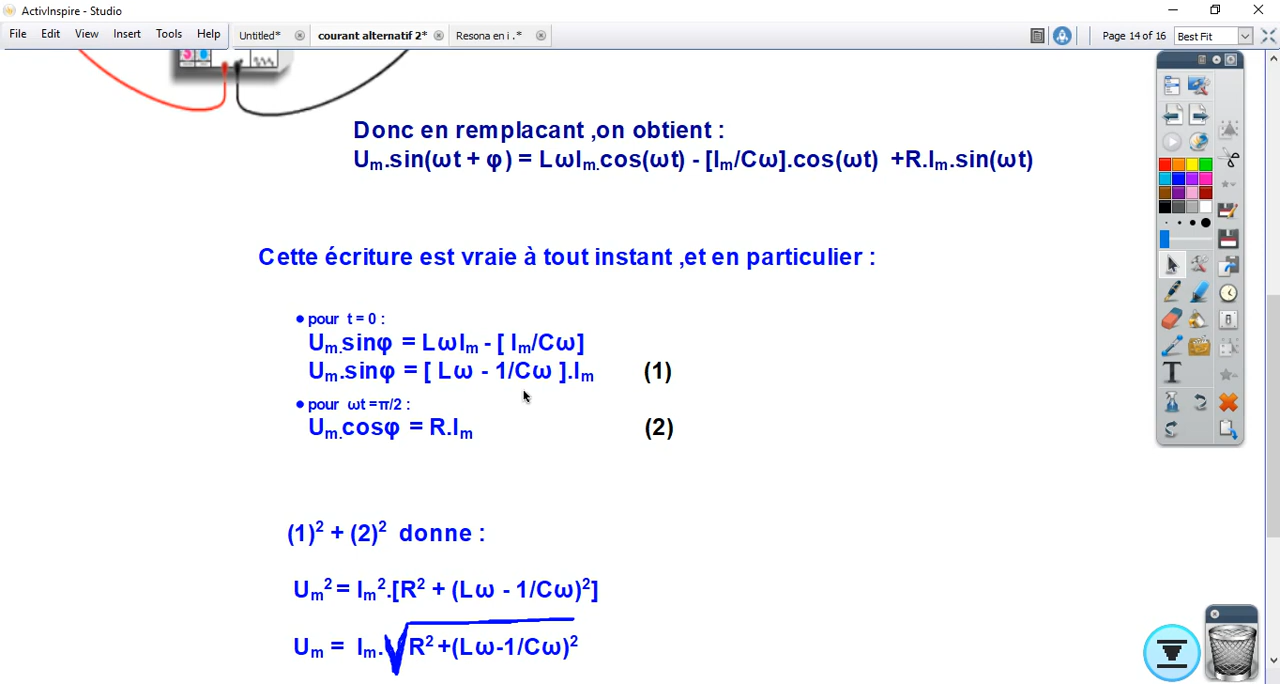 ActivInspire - Studio
File Edit View Insert Tools Help Untitled* courant alternatif 2* Resona en i .* Page 14 of 16 Best Fit
Donc en remplacant ,on obtient :
Uₘ.sin(ωt + φ) = LωIₘ.cos(ωt) - [Iₘ/Cω].cos(ωt) +R.Iₘ.sin(ωt)
Cette écriture est vraie à tout instant ,et en particulier :
• pour t = 0 :
Uₘ.sinφ = LωIₘ - [ Iₘ/Cω]
Uₘ.sinφ = [ Lω - 1/Cω ].Iₘ (1)
• pour ωt =π/2 :
Uₘ.cosφ = R.Iₘ (2)
(1)² + (2)² donne :
Uₘ² = Iₘ².[R² + (Lω - 1/Cω)²]
Uₘ = Iₘ.√R²+(Lω-1/Cω)²